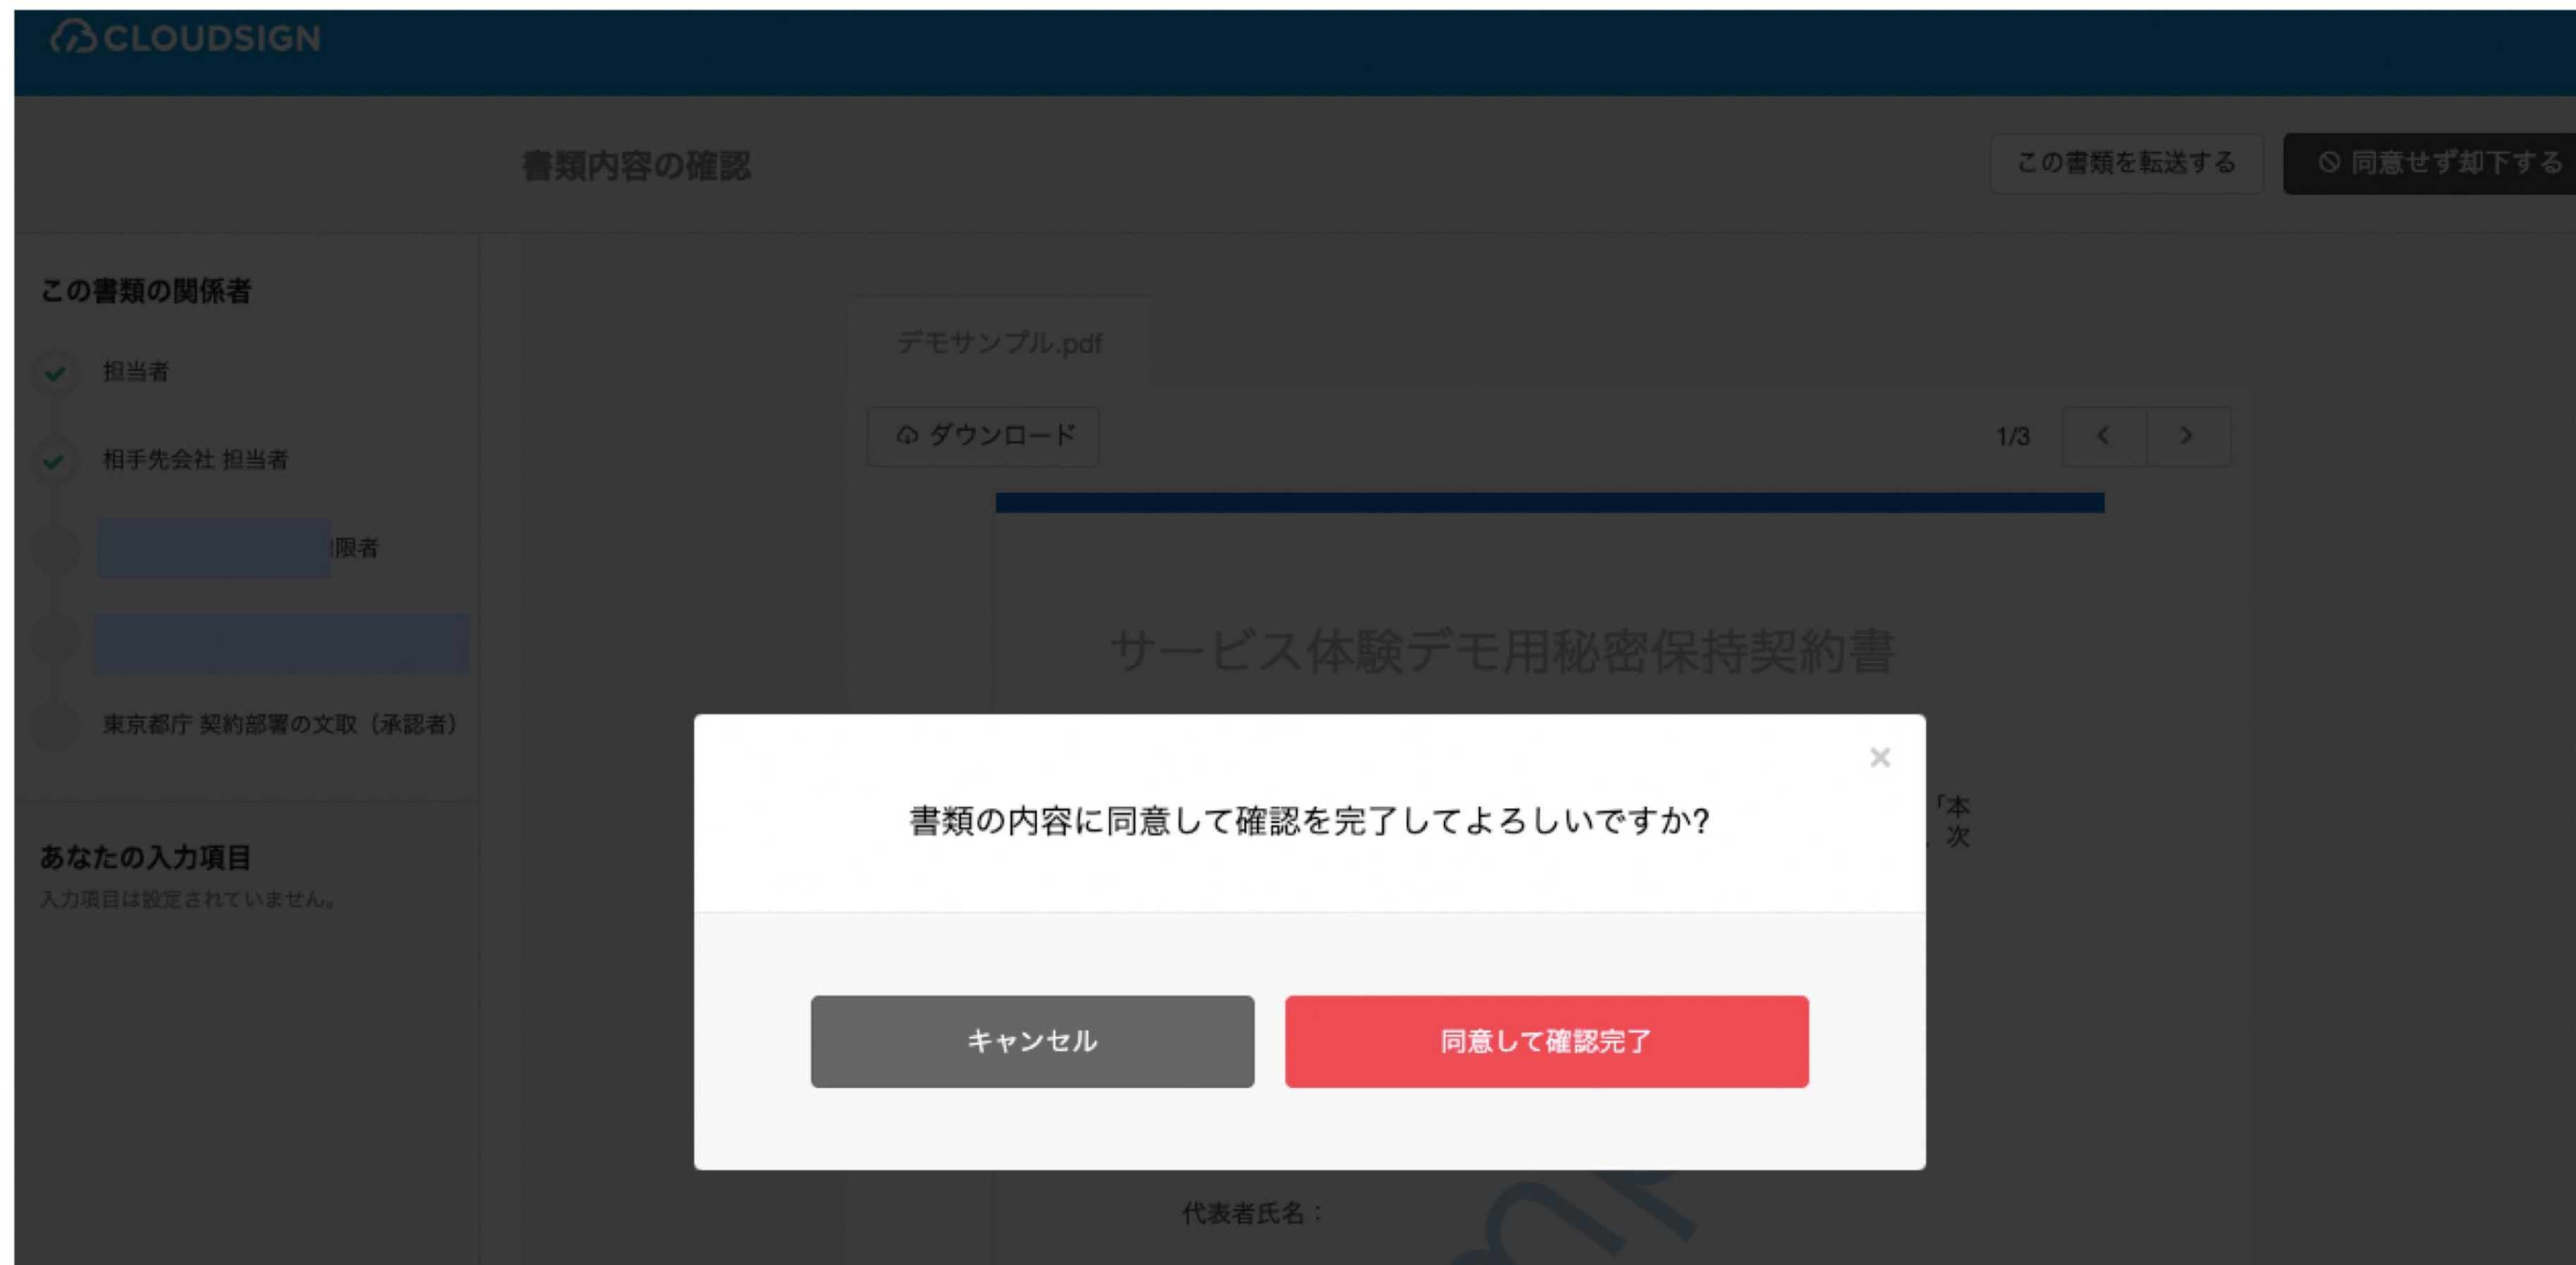 CLOUDSIGN
書類内容の確認
この書類を転送する
同意せず却下する
この書類の関係者
担当者
相手先会社 担当者
限者
東京都庁 契約部署の文取（承認者）
あなたの入力項目
入力項目は設定されていません。
デモサンプル.pdf
ダウンロード
1/3
サービス体験デモ用秘密保持契約書
「本
次
書類の内容に同意して確認を完了してよろしいですか?
キャンセル
同意して確認完了
代表者氏名：